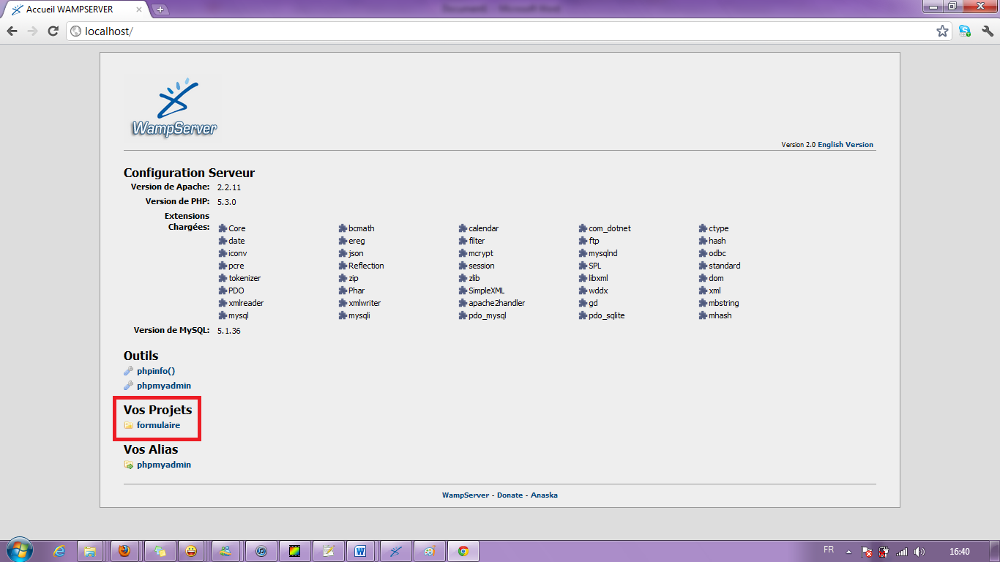 Accueil WAMPSERVER
localhost/
WampServer
Version 2.0 English Version
Configuration Serveur
Version de Apache: 2.2.11
Version de PHP: 5.3.0
Extensions
Chargées:
Core bcmath calendar com_dotnet ctype
date ereg filter ftp hash
iconv json mcrypt mysqlnd odbc
pcre Reflection session SPL standard
tokenizer zip zlib libxml dom
PDO Phar SimpleXML wddx xml
xmlreader xmlwriter apache2handler gd mbstring
mysql mysqli pdo_mysql pdo_sqlite mhash
Version de MySQL: 5.1.36
Outils
phpinfo()
phpmyadmin
Vos Projets
formulaire
Vos Alias
phpmyadmin
WampServer - Donate - Anaska
FR
16:40